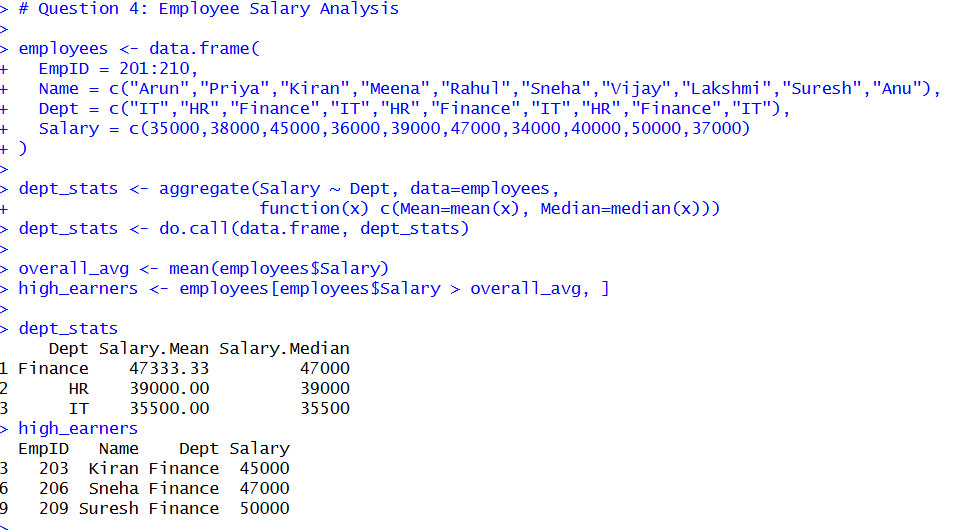 > # Question 4: Employee Salary Analysis
>
> employees <- data.frame(
+   EmpID = 201:210,
+   Name = c("Arun","Priya","Kiran","Meena","Rahul","Sneha","Vijay","Lakshmi","Suresh","Anu"),
+   Dept = c("IT","HR","Finance","IT","HR","Finance","IT","HR","Finance","IT"),
+   Salary = c(35000,38000,45000,36000,39000,47000,34000,40000,50000,37000)
+ )
>
> dept_stats <- aggregate(Salary ~ Dept, data=employees,
+                         function(x) c(Mean=mean(x), Median=median(x)))
> dept_stats <- do.call(data.frame, dept_stats)
>
> overall_avg <- mean(employees$Salary)
> high_earners <- employees[employees$Salary > overall_avg, ]
>
> dept_stats
     Dept Salary.Mean Salary.Median
1 Finance    47333.33         47000
2      HR    39000.00         39000
3      IT    35500.00         35500
> high_earners
  EmpID   Name    Dept Salary
3   203  Kiran Finance  45000
6   206  Sneha Finance  47000
9   209 Suresh Finance  50000
>